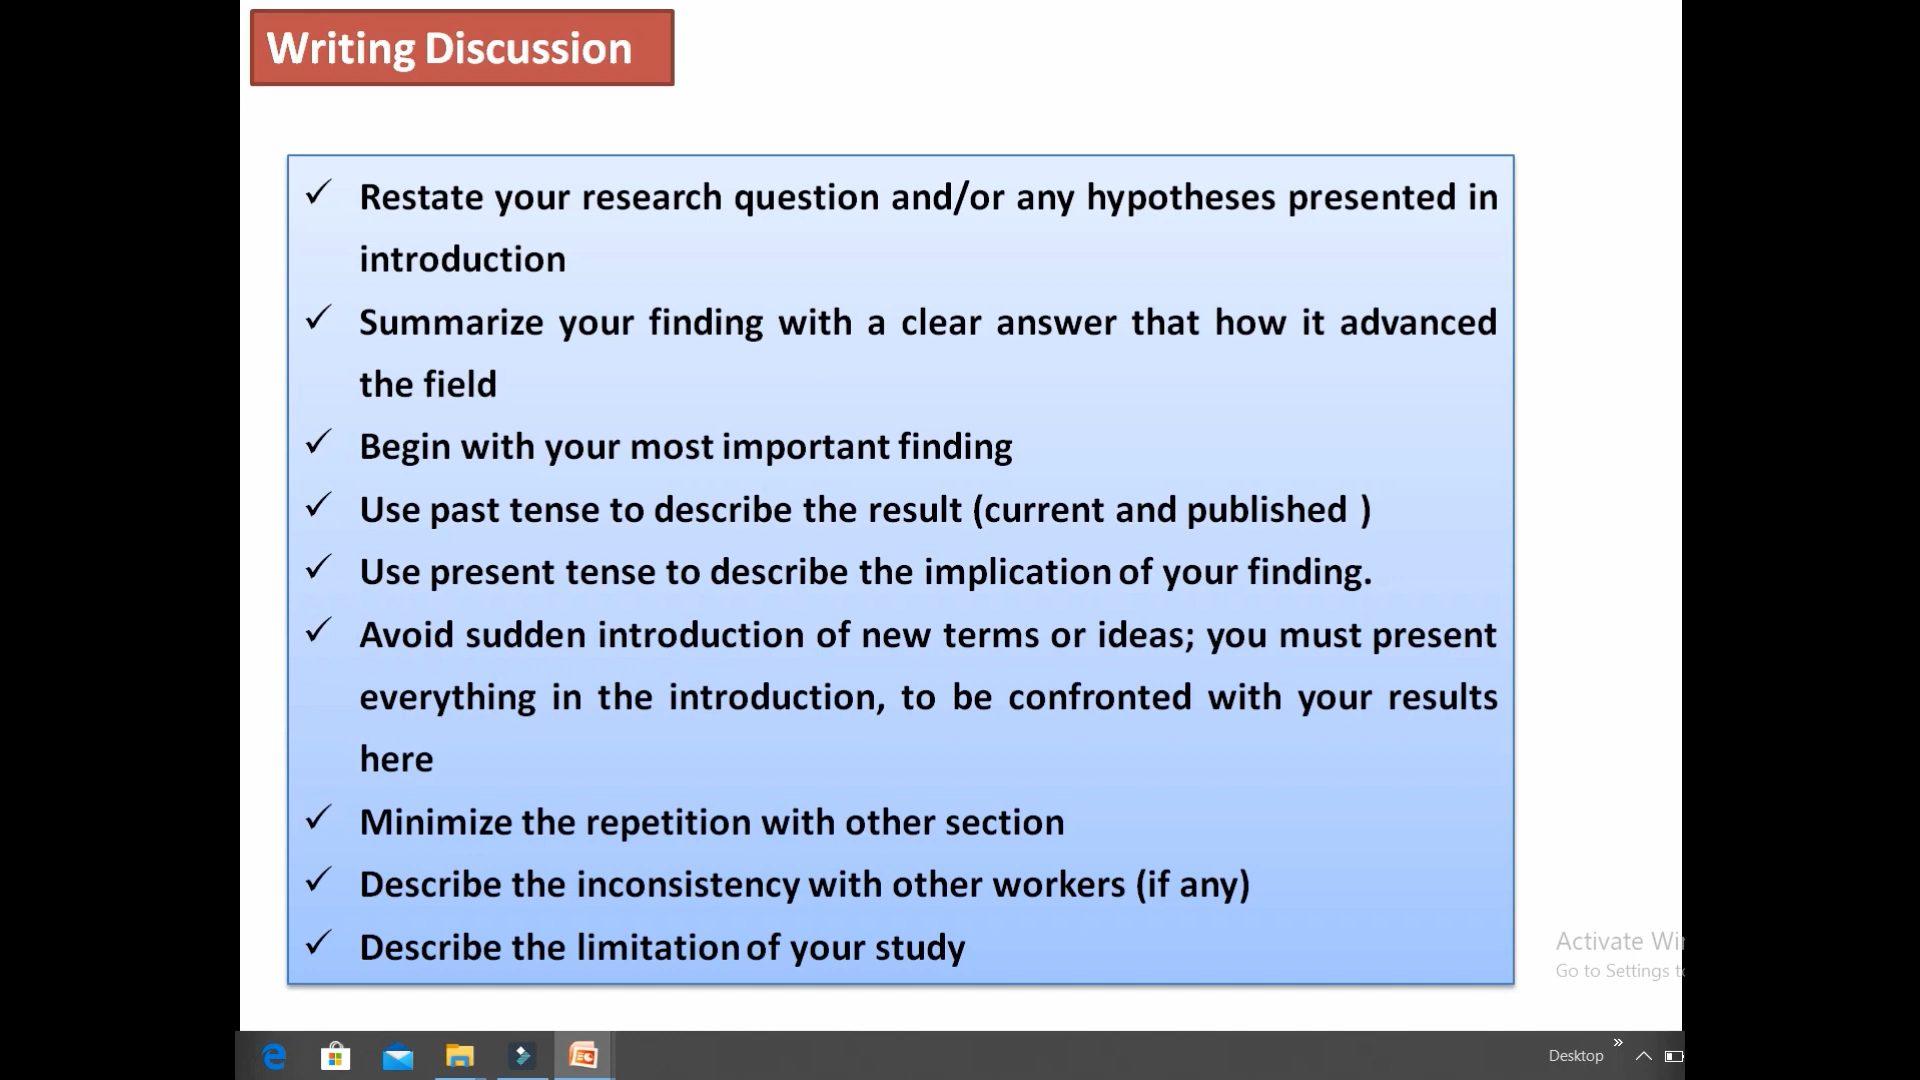 Writing Discussion
✓ Restate your research question and/or any hypotheses presented in
introduction
✓ Summarize your finding with a clear answer that how it advanced
the field
✓ Begin with your most important finding
✓ Use past tense to describe the result (current and published )
✓ Use present tense to describe the implication of your finding.
✓ Avoid sudden introduction of new terms or ideas; you must present
everything in the introduction, to be confronted with your results
here
✓ Minimize the repetition with other section
✓ Describe the inconsistency with other workers (if any)
✓ Describe the limitation of your study
Activate
Go to Settings
Desktop